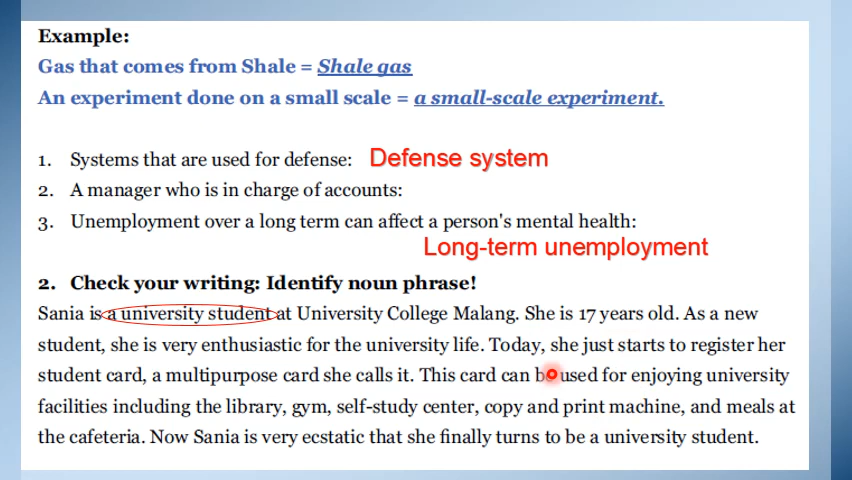 Example:
Gas that comes from Shale = Shale gas
An experiment done on a small scale = a small-scale experiment.
1. Systems that are used for defense: Defense system
2. A manager who is in charge of accounts:
3. Unemployment over a long term can affect a person's mental health:
Long-term unemployment
2. Check your writing: Identify noun phrase!
Sania is a university student at University College Malang. She is 17 years old. As a new
student, she is very enthusiastic for the university life. Today, she just starts to register her
student card, a multipurpose card she calls it. This card can be used for enjoying university
facilities including the library, gym, self-study center, copy and print machine, and meals at
the cafeteria. Now Sania is very ecstatic that she finally turns to be a university student.